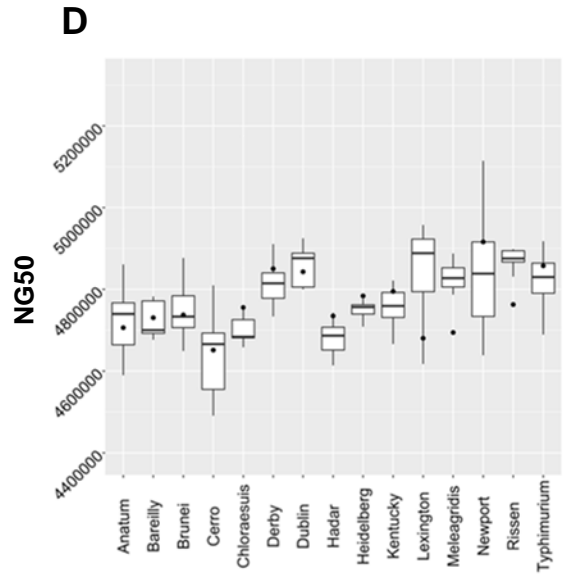 D
NG50
5200000
5000000
4800000
4600000
4400000
Anatum
Bareilly
Brunei
Cerro
Chloraesuis
Derby
Dublin
Hadar
Heidelberg
Kentucky
Lexington
Meleagridis
Newport
Rissen
Typhimurium